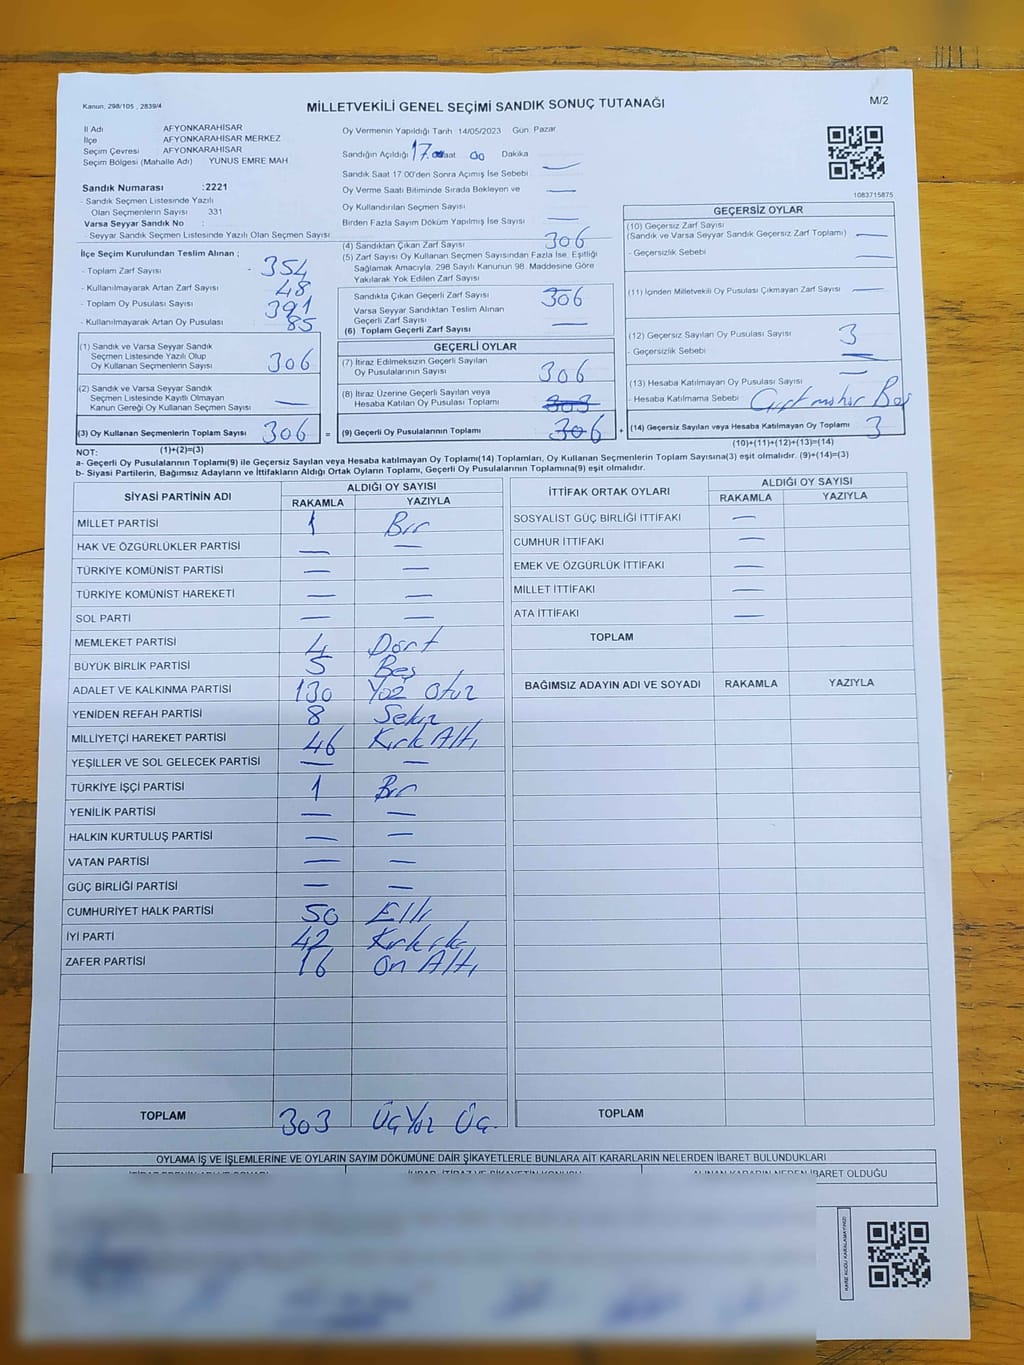 Kanun, 298/105 , 2839/4
MİLLETVEKİLİ GENEL SEÇİMİ SANDIK SONUÇ TUTANAĞI
M/2
İl Adı AFYONKARAHİSAR
İlçe AFYONKARAHİSAR MERKEZ
Seçim Çevresi AFYONKARAHİSAR
Seçim Bölgesi (Mahalle Adı) YUNUS EMRE MAH
Sandık Numarası :2221
- Sandık Seçmen Listesinde Yazılı
Olan Seçmenlerin Sayısı 331
Varsa Seyyar Sandık No :
Seyyar Sandık Seçmen Listesinde Yazılı Olan Seçmen Sayısı:
Oy Vermenin Yapıldığı Tarih 14/05/2023 Gün: Pazar
Sandığın Açıldığı 17 Saat 00 Dakika
Sandık Saat 17:00'den Sonra Açımış İse Sebebi —
Oy Verme Saati Bitiminde Sırada Bekleyen ve —
Oy Kullandırılan Seçmen Sayısı
Birden Fazla Sayım Döküm Yapılmış İse Sayısı —
1083715875
İlçe Seçim Kurulundan Teslim Alınan ;
- Toplam Zarf Sayısı - 354
- Kullanılmayarak Artan Zarf Sayısı 48
- Toplam Oy Pusulası Sayısı 391
- Kullanılmayarak Artan Oy Pusulası 85
(1) Sandık ve Varsa Seyyar Sandık
Seçmen Listesinde Yazılı Olup
Oy Kullanan Seçmenlerin Sayısı 306
(2) Sandık ve Varsa Seyyar Sandık
Seçmen Listesinde Kayıtlı Olmayan
Kanun Gereği Oy Kullanan Seçmen Sayısı —
(3) Oy Kullanan Seçmenlerin Toplam Sayısı 306 =
(1)+(2)=(3)
(4) Sandıktan Çıkan Zarf Sayısı 306
(5) Zarf Sayısı Oy Kullanan Seçmen Sayısından Fazla İse, Eşitliği
Sağlamak Amacıyla, 298 Sayılı Kanunun 98. Maddesine Göre
Yakılarak Yok Edilen Zarf Sayısı —
Sandıkta Çıkan Geçerli Zarf Sayısı 306
Varsa Seyyar Sandıktan Teslim Alınan
Geçerli Zarf Sayısı —
(6) Toplam Geçerli Zarf Sayısı
GEÇERLİ OYLAR
(7) İtiraz Edilmeksizin Geçerli Sayılan
Oy Pusulalarının Sayısı 306
(8) İtiraz Üzerine Geçerli Sayılan veya
Hesaba Katılan Oy Pusulası Toplamı 303
(9) Geçerli Oy Pusulalarının Toplamı 306 +
GEÇERSİZ OYLAR
(10) Geçersiz Zarf Sayısı
(Sandık ve Varsa Seyyar Sandık Geçersiz Zarf Toplamı) —
- Geçersizlik Sebebi —
(11) İçinden Milletvekili Oy Pusulası Çıkmayan Zarf Sayısı —
(12) Geçersiz Sayılan Oy Pusulası Sayısı 3
- Geçersizlik Sebebi —
(13) Hesaba Katılmayan Oy Pusulası Sayısı —
- Hesaba Katılmama Sebebi
(14) Geçersiz Sayılan veya Hesaba Katılmayan Oy Toplamı 3
(10)+(11)+(12)+(13)=(14)
NOT:
a- Geçerli Oy Pusulalarının Toplamı(9) ile Geçersiz Sayılan veya Hesaba Katılmayan Oy Toplamı(14) Toplamları, Oy Kullanan Seçmenlerin Toplam Sayısına(3) eşit olmalıdır. (9)+(14)=(3)
b- Siyasi Partilerin, Bağımsız Adayların ve İttifakların Aldığı Ortak Oyların Toplamı, Geçerli Oy Pusulalarının Toplamına(9) eşit olmalıdır.
SİYASİ PARTİNİN ADI ALDIĞI OY SAYISI
RAKAMLA YAZIYLA
MİLLET PARTİSİ 1 Bir
HAK VE ÖZGÜRLÜKLER PARTİSİ — —
TÜRKİYE KOMÜNİST PARTİSİ — —
TÜRKİYE KOMÜNİST HAREKETİ — —
SOL PARTİ — —
MEMLEKET PARTİSİ 4 Dört
BÜYÜK BİRLİK PARTİSİ 5 Beş
ADALET VE KALKINMA PARTİSİ 130 Yüz Otuz
YENİDEN REFAH PARTİSİ 8 Sekiz
MİLLİYETÇİ HAREKET PARTİSİ 46 Kırk Altı
YEŞİLLER VE SOL GELECEK PARTİSİ — —
TÜRKİYE İŞÇİ PARTİSİ 1 Bir
YENİLİK PARTİSİ — —
HALKIN KURTULUŞ PARTİSİ — —
VATAN PARTİSİ — —
GÜÇ BİRLİĞİ PARTİSİ — —
CUMHURİYET HALK PARTİSİ 50 Elli
İYİ PARTİ 42 Kırkiki
ZAFER PARTİSİ 16 On Altı
TOPLAM 303 Üç Yüz Üç
İTTİFAK ORTAK OYLARI ALDIĞI OY SAYISI
RAKAMLA YAZIYLA
SOSYALİST GÜÇ BİRLİĞİ İTTİFAKI —
CUMHUR İTTİFAKI —
EMEK VE ÖZGÜRLÜK İTTİFAKI —
MİLLET İTTİFAKI —
ATA İTTİFAKI —
TOPLAM
BAĞIMSIZ ADAYIN ADI VE SOYADI RAKAMLA YAZIYLA
TOPLAM
OYLAMA İŞ VE İŞLEMLERİNE VE OYLARIN SAYIM DÖKÜMÜNE DAİR ŞİKAYETLERLE BUNLARA AİT KARARLARIN NELERDEN İBARET BULUNDUKLARI
ALINAN KARARIN NEDEN İBARET OLDUĞU